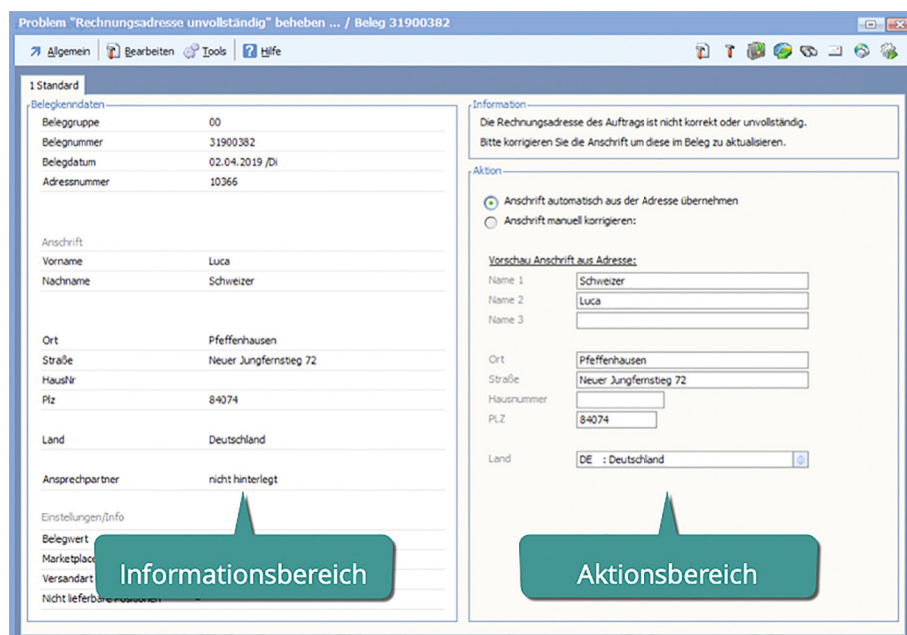 Problem "Rechnungsadresse unvollständig" beheben ... / Beleg 31900382
Allgemein Bearbeiten Tools Hilfe
1 Standard
Belegkenndaten
Beleggruppe 00
Belegnummer 31900382
Belegdatum 02.04.2019 /Di
Adressnummer 10366
Anschrift
Vorname Luca
Nachname Schweizer
Ort Pfeffenhausen
Straße Neuer Jungfernstieg 72
HausNr
Plz 84074
Land Deutschland
Ansprechpartner nicht hinterlegt
Einstellungen/Info
Belegwert
Marketplace
Versandart
Nicht lieferbare Positionen
Informationsbereich
Information
Die Rechnungsadresse des Auftrags ist nicht korrekt oder unvollständig.
Bitte korrigieren Sie die Anschrift um diese im Beleg zu aktualisieren.
Aktion
Anschrift automatisch aus der Adresse übernehmen
Anschrift manuell korrigieren:
Vorschau Anschrift aus Adresse:
Name 1 Schweizer
Name 2 Luca
Name 3
Ort Pfeffenhausen
Straße Neuer Jungfernstieg 72
Hausnummer
PLZ 84074
Land DE : Deutschland
Aktionsbereich